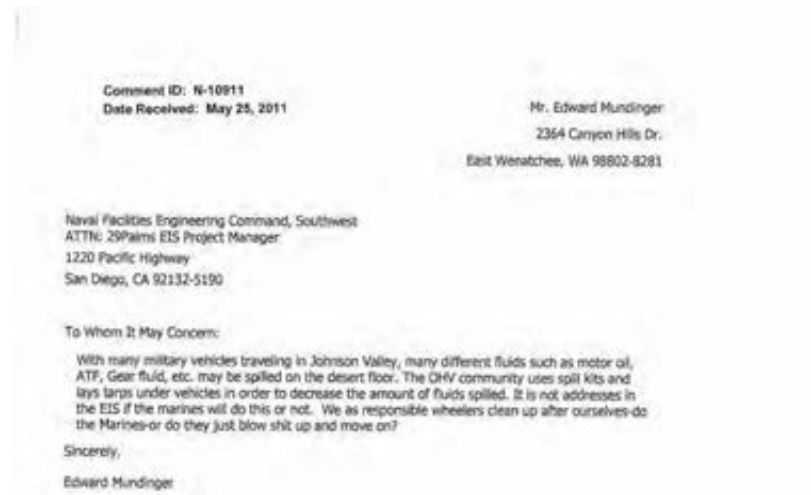 Comment ID: N-10911
Date Received: May 25, 2011
Mr. Edward Mundinger
2364 Canyon Hills Dr.
East Wenatchee, WA 98802-8281
Naval Facilities Engineering Command, Southwest
ATTN: 29Palms EIS Project Manager
1220 Pacific Highway
San Diego, CA 92132-5190
To Whom It May Concern:
With many military vehicles traveling in Johnson Valley, many different fluids such as motor oil,
ATF, Gear fluid, etc. may be spilled on the desert floor. The OHV community uses spill kits and
lays tarps under vehicles in order to decrease the amount of fluids spilled. It is not addresses in
the EIS if the marines will do this or not. We as responsible wheelers clean up after ourselves-do
the Marines-or do they just blow shit up and move on?
Sincerely,
Edward Mundinger